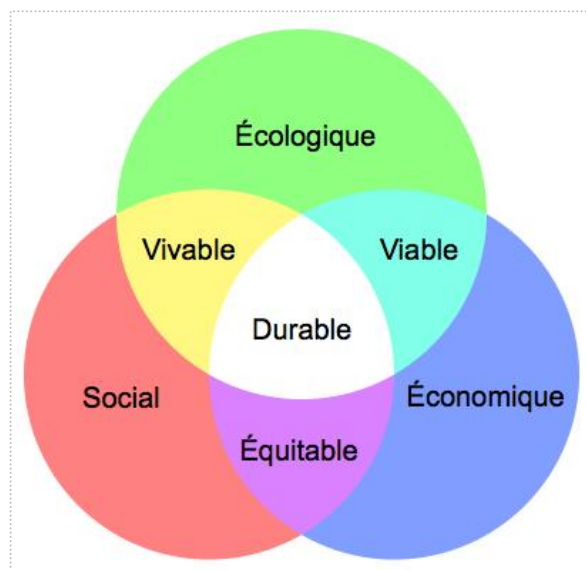 Écologique
Vivable
Viable
Durable
Social
Économique
Équitable